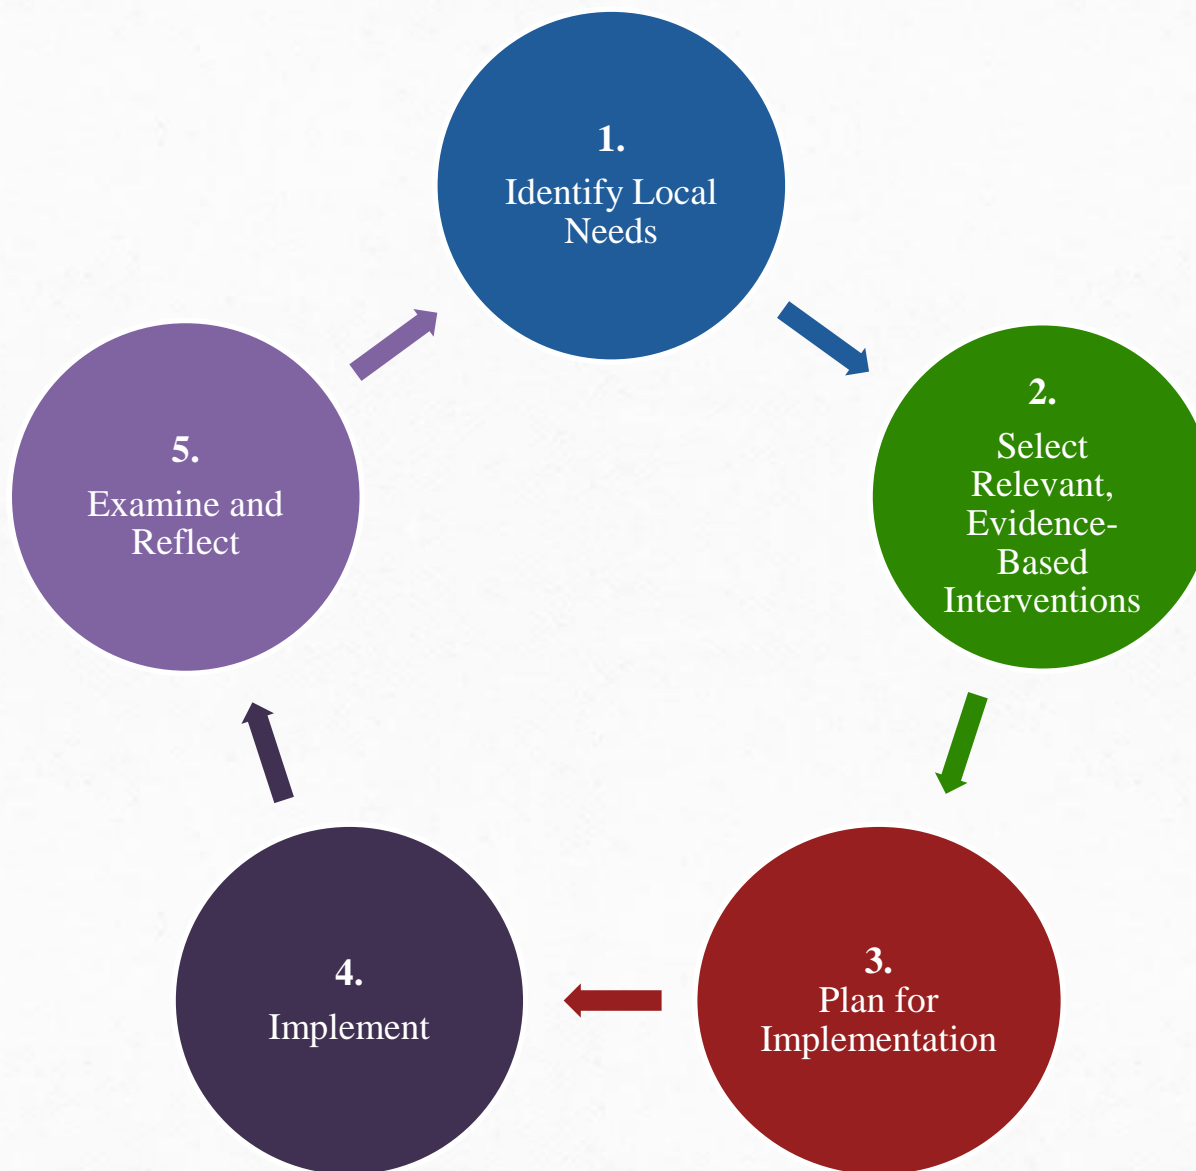 1.
Identify Local
Needs
2.
Select
Relevant,
Evidence-
Based
Interventions
3.
Plan for
Implementation
4.
Implement
5.
Examine and
Reflect